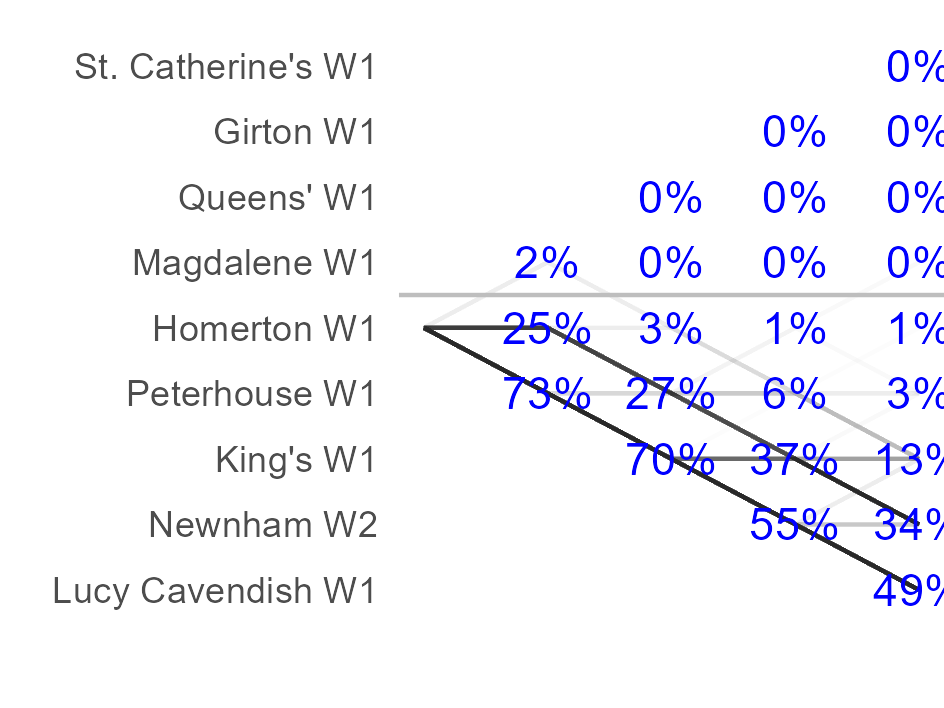 St. Catherine's W1 0%
Girton W1 0% 0%
Queens' W1 0% 0% 0%
Magdalene W1 2% 0% 0% 0%
Homerton W1 25% 3% 1% 1%
Peterhouse W1 73% 27% 6% 3%
King's W1 70% 37% 13%
Newnham W2 55% 34%
Lucy Cavendish W1 49%